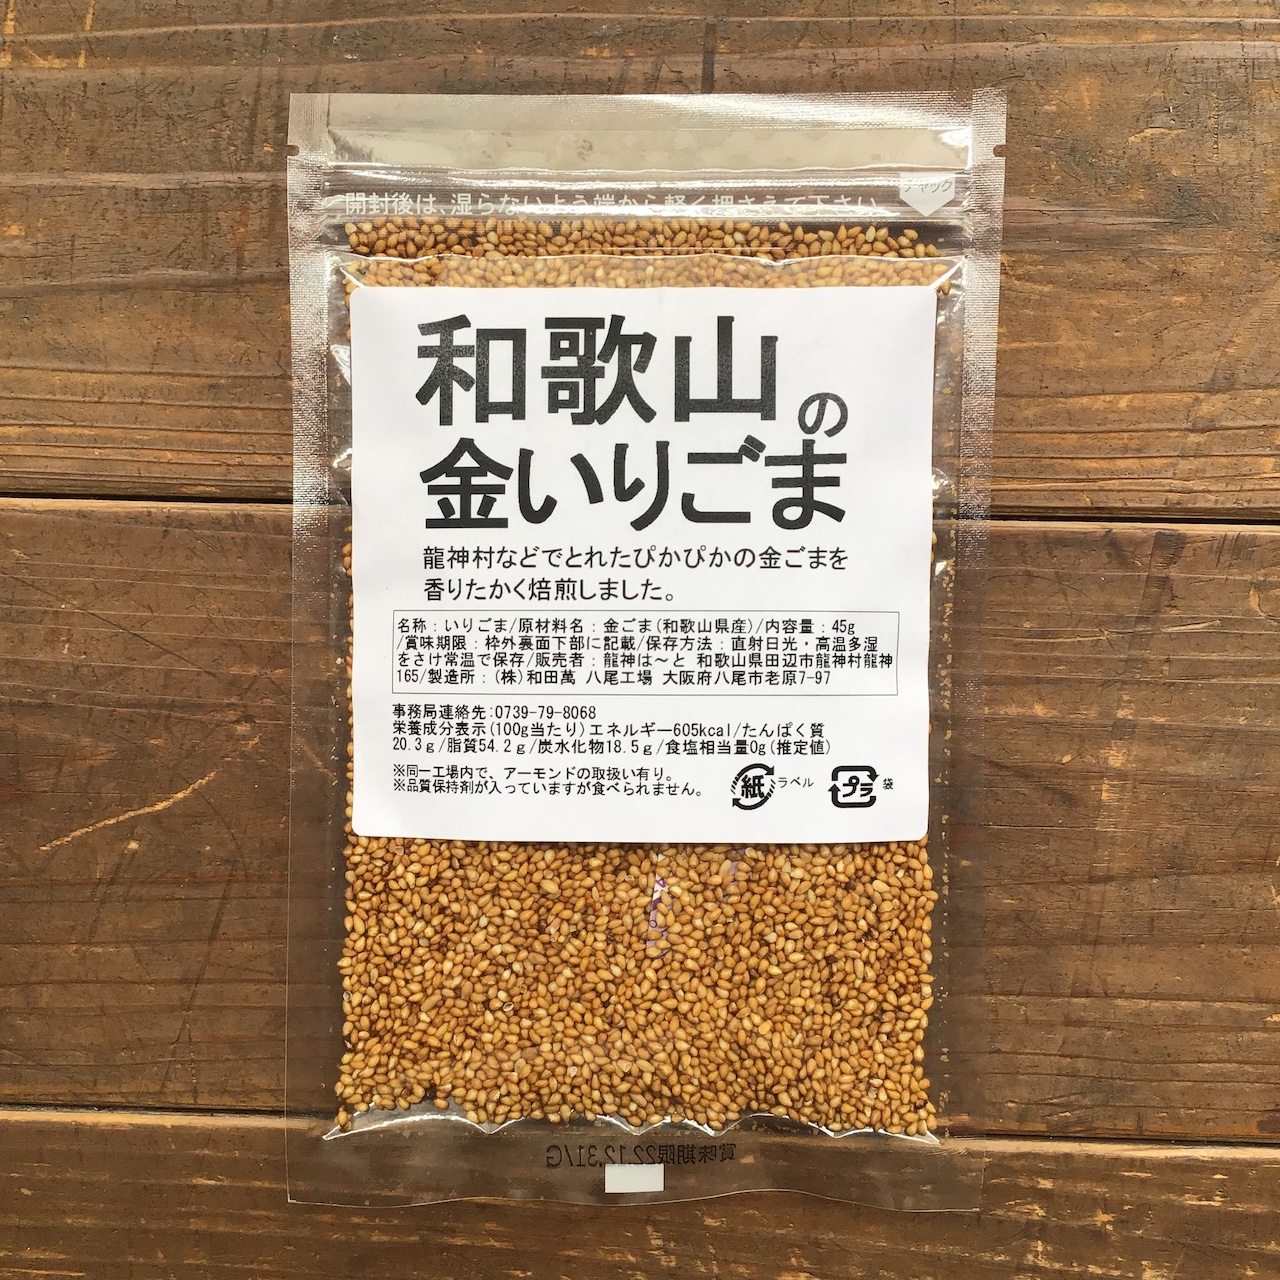 チャック
開封後は、湿らないよう端から軽く押さえて下さい
和歌山の
金いりごま
龍神村などでとれたぴかぴかの金ごまを
香りたかく焙煎しました。
名称：いりごま/原材料名：金ごま(和歌山県産)/内容量：45g
/賞味期限：枠外裏面下部に記載/保存方法：直射日光・高温多湿
をさけ常温で保存/販売者：龍神は～と 和歌山県田辺市龍神村龍神
165/製造所：(株)和田萬 八尾工場 大阪府八尾市老原7-97
事務局連絡先:0739-79-8068
栄養成分表示(100g当たり)エネルギー605kcal/たんぱく質
20.3g/脂質54.2g/炭水化物18.5g/食塩相当量0g(推定値)
※同一工場内で、アーモンドの取扱い有り。
※品質保持剤が入っていますが食べられません。
紙 ラベル プラ 袋
賞味期限22.12.31/G